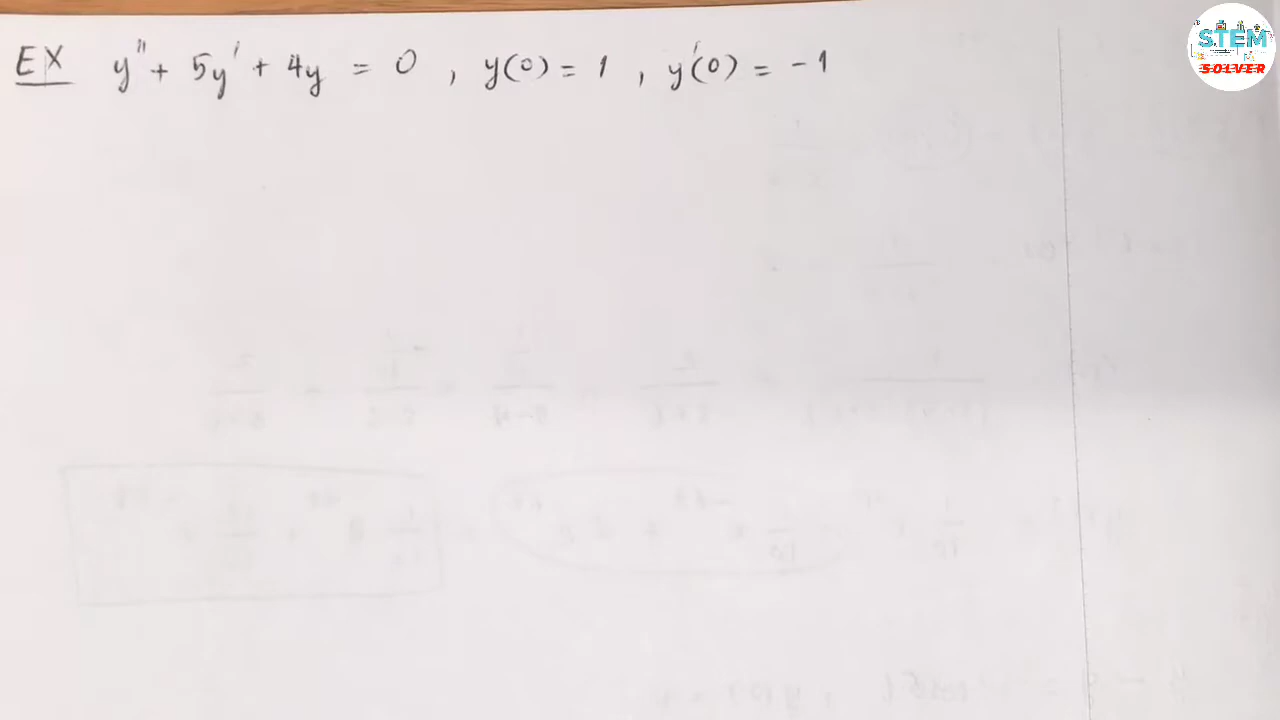 EX y'' + 5y' + 4y = 0 , y(0) = 1 , y'(0) = -1
STEM
SOLVER